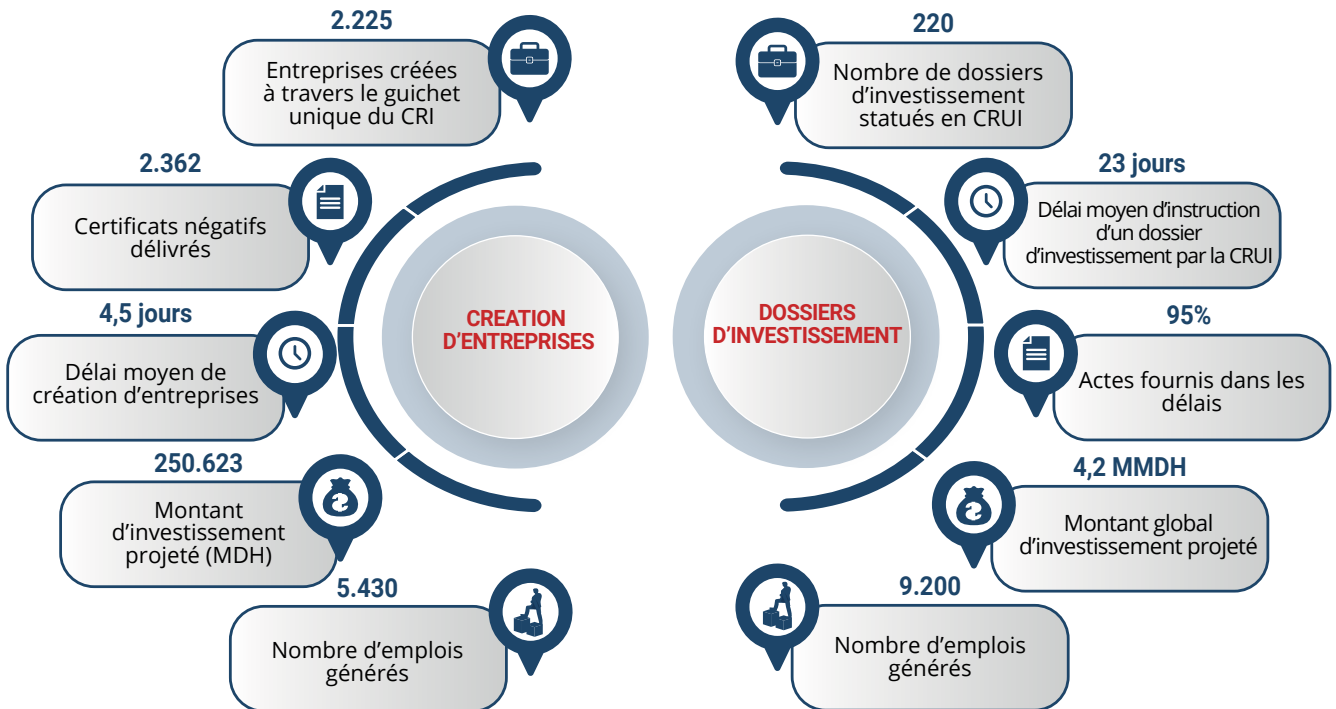 2.225
Entreprises créées
à travers le guichet
unique du CRI
2.362
Certificats négatifs
délivrés
4,5 jours
Délai moyen de
création d'entreprises
250.623
Montant
d'investissement
projeté (MDH)
5.430
Nombre d'emplois
générés
CREATION
D'ENTREPRISES
DOSSIERS
D'INVESTISSEMENT
220
Nombre de dossiers
d'investissement
statués en CRUI
23 jours
Délai moyen d'instruction
d'un dossier
d'investissement par la CRUI
95%
Actes fournis dans les
délais
4,2 MMDH
Montant global
d'investissement projeté
9.200
Nombre d'emplois
générés